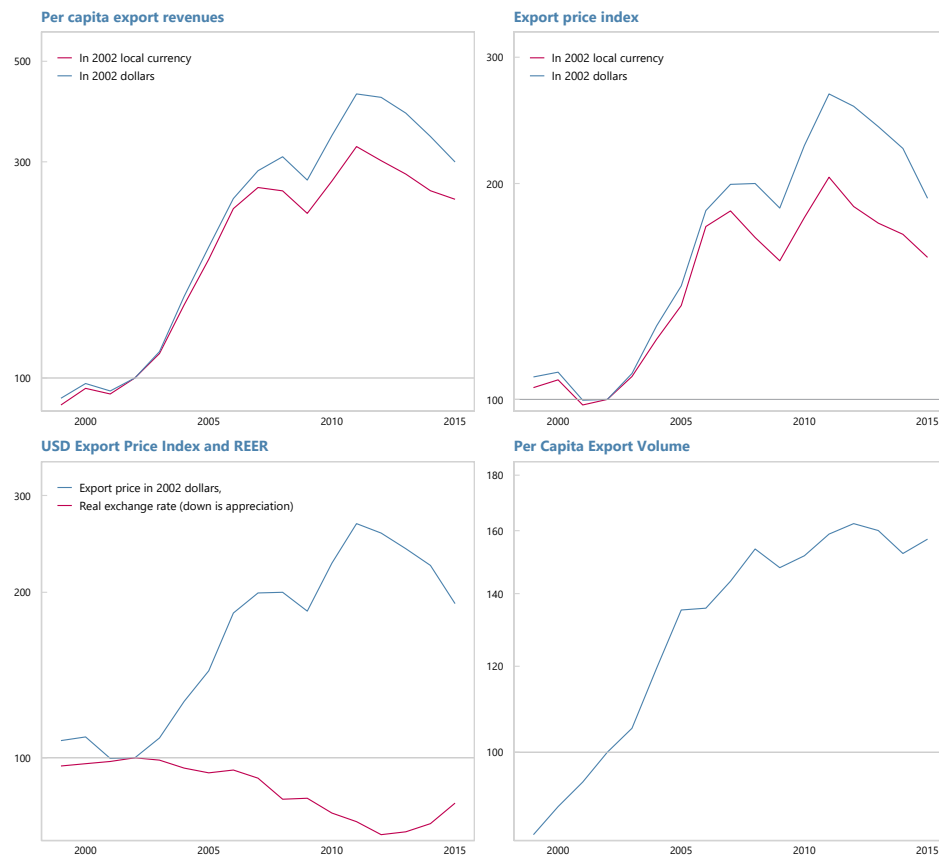 Per capita export revenues
500
300
100
In 2002 local currency
In 2002 dollars
2000 2005 2010 2015
Export price index
300
200
100
In 2002 local currency
In 2002 dollars
2000 2005 2010 2015
USD Export Price Index and REER
300
200
100
Export price in 2002 dollars,
Real exchange rate (down is appreciation)
2000 2005 2010 2015
Per Capita Export Volume
180
160
140
120
100
2000 2005 2010 2015